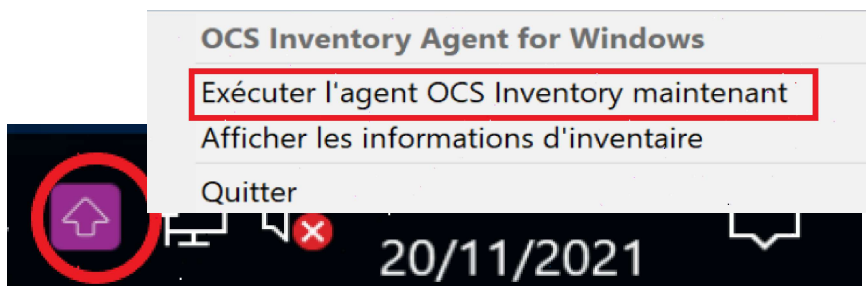 OCS Inventory Agent for Windows
Exécuter l'agent OCS Inventory maintenant
Afficher les informations d'inventaire
Quitter
20/11/2021